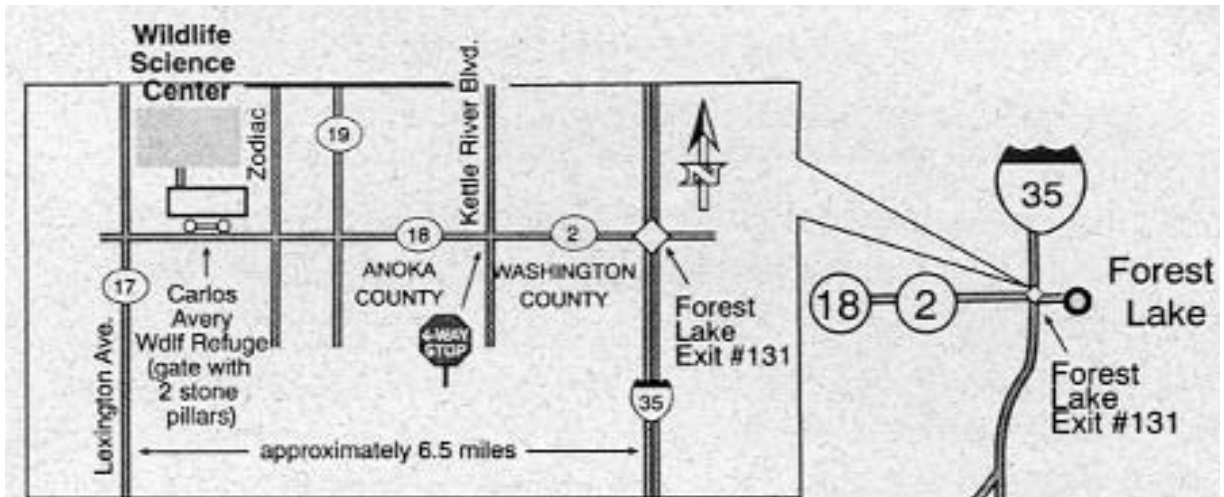 Wildlife
Science
Center
Zodiac
19
Kettle River Blvd.
N
18
2
17
Lexington Ave.
Carlos
Avery
Wdlf Refuge
(gate with
2 stone
pillars)
ANOKA
COUNTY
WASHINGTON
COUNTY
4-WAY
STOP
Forest
Lake
Exit #131
35
approximately 6.5 miles
35
18
2
Forest
Lake
Forest
Lake
Exit #131